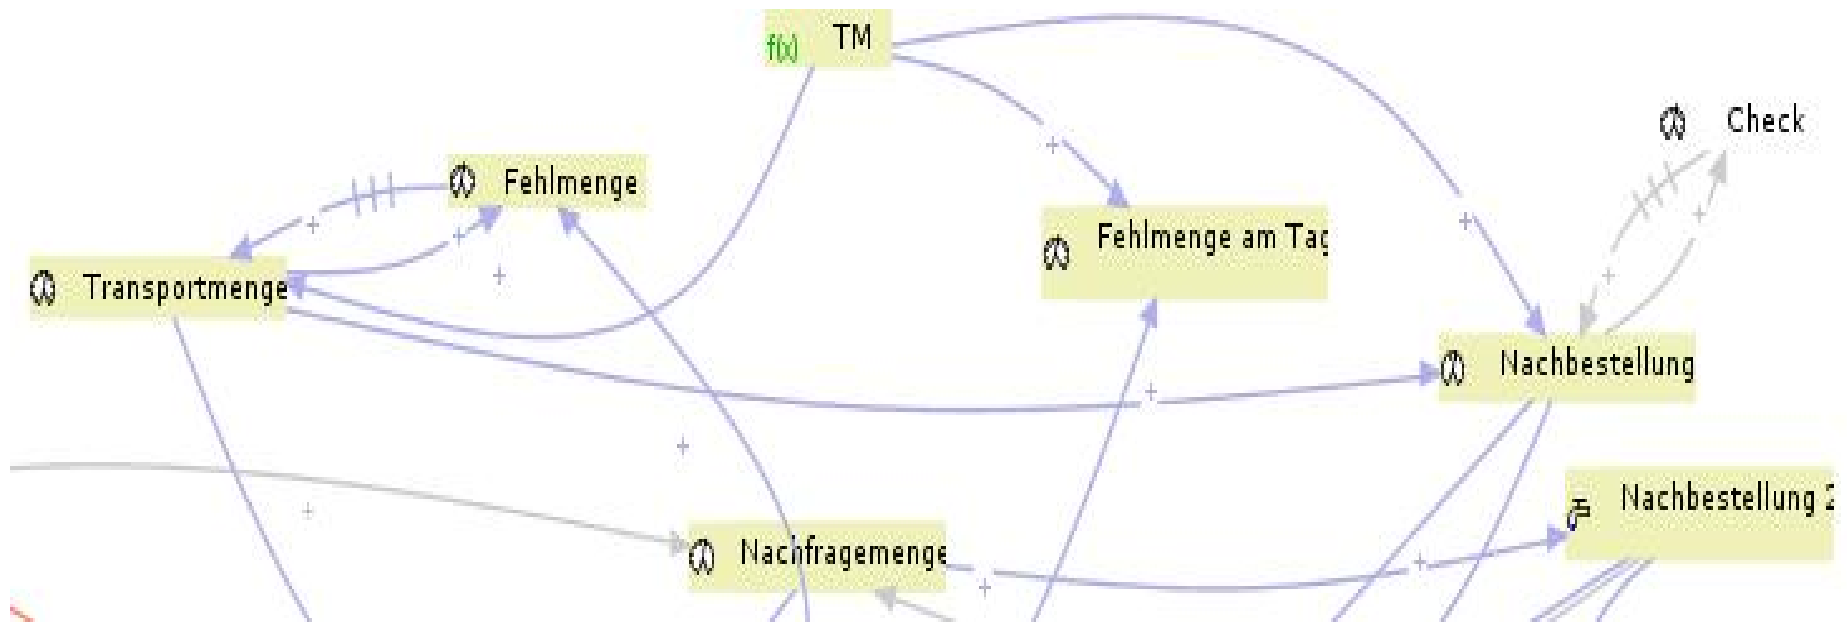 TM
f(x)
Check
Fehlmenge
Fehlmenge am Tag
Transportmenge
Nachbestellung
Nachbestellung 2
Nachfragemenge